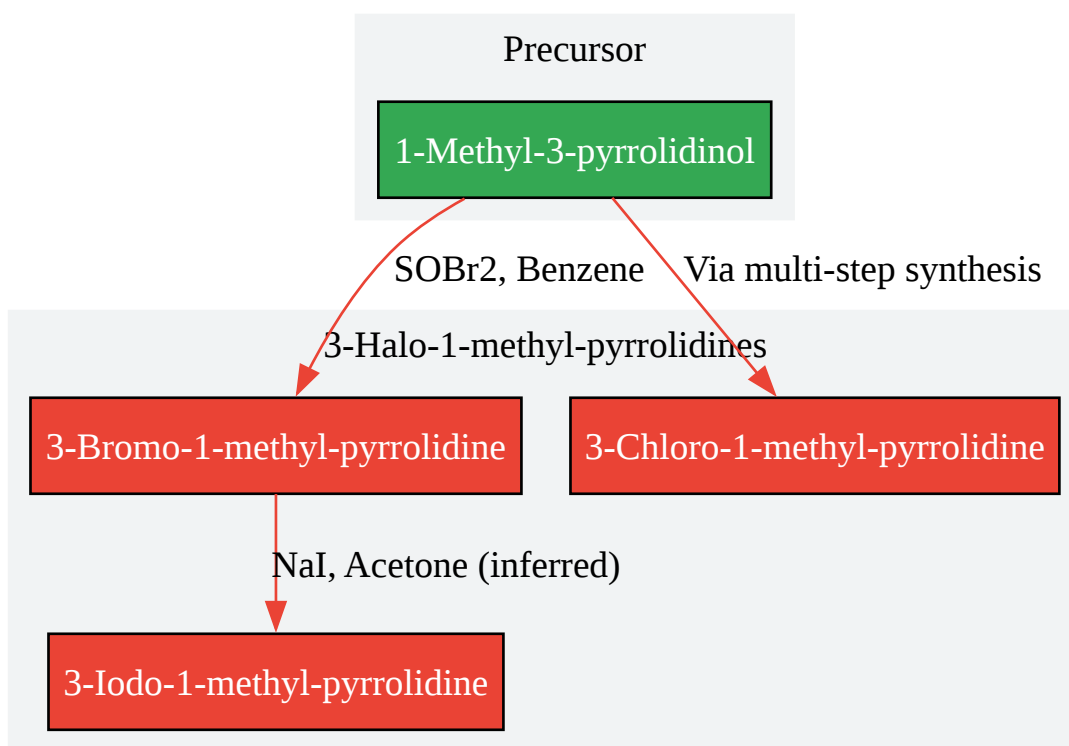 Precursor
1-Methyl-3-pyrrolidinol
SOBr2, Benzene
Via multi-step synthesis
3-Halo-1-methyl-pyrrolidines
3-Bromo-1-methyl-pyrrolidine
3-Chloro-1-methyl-pyrrolidine
NaI, Acetone (inferred)
3-Iodo-1-methyl-pyrrolidine